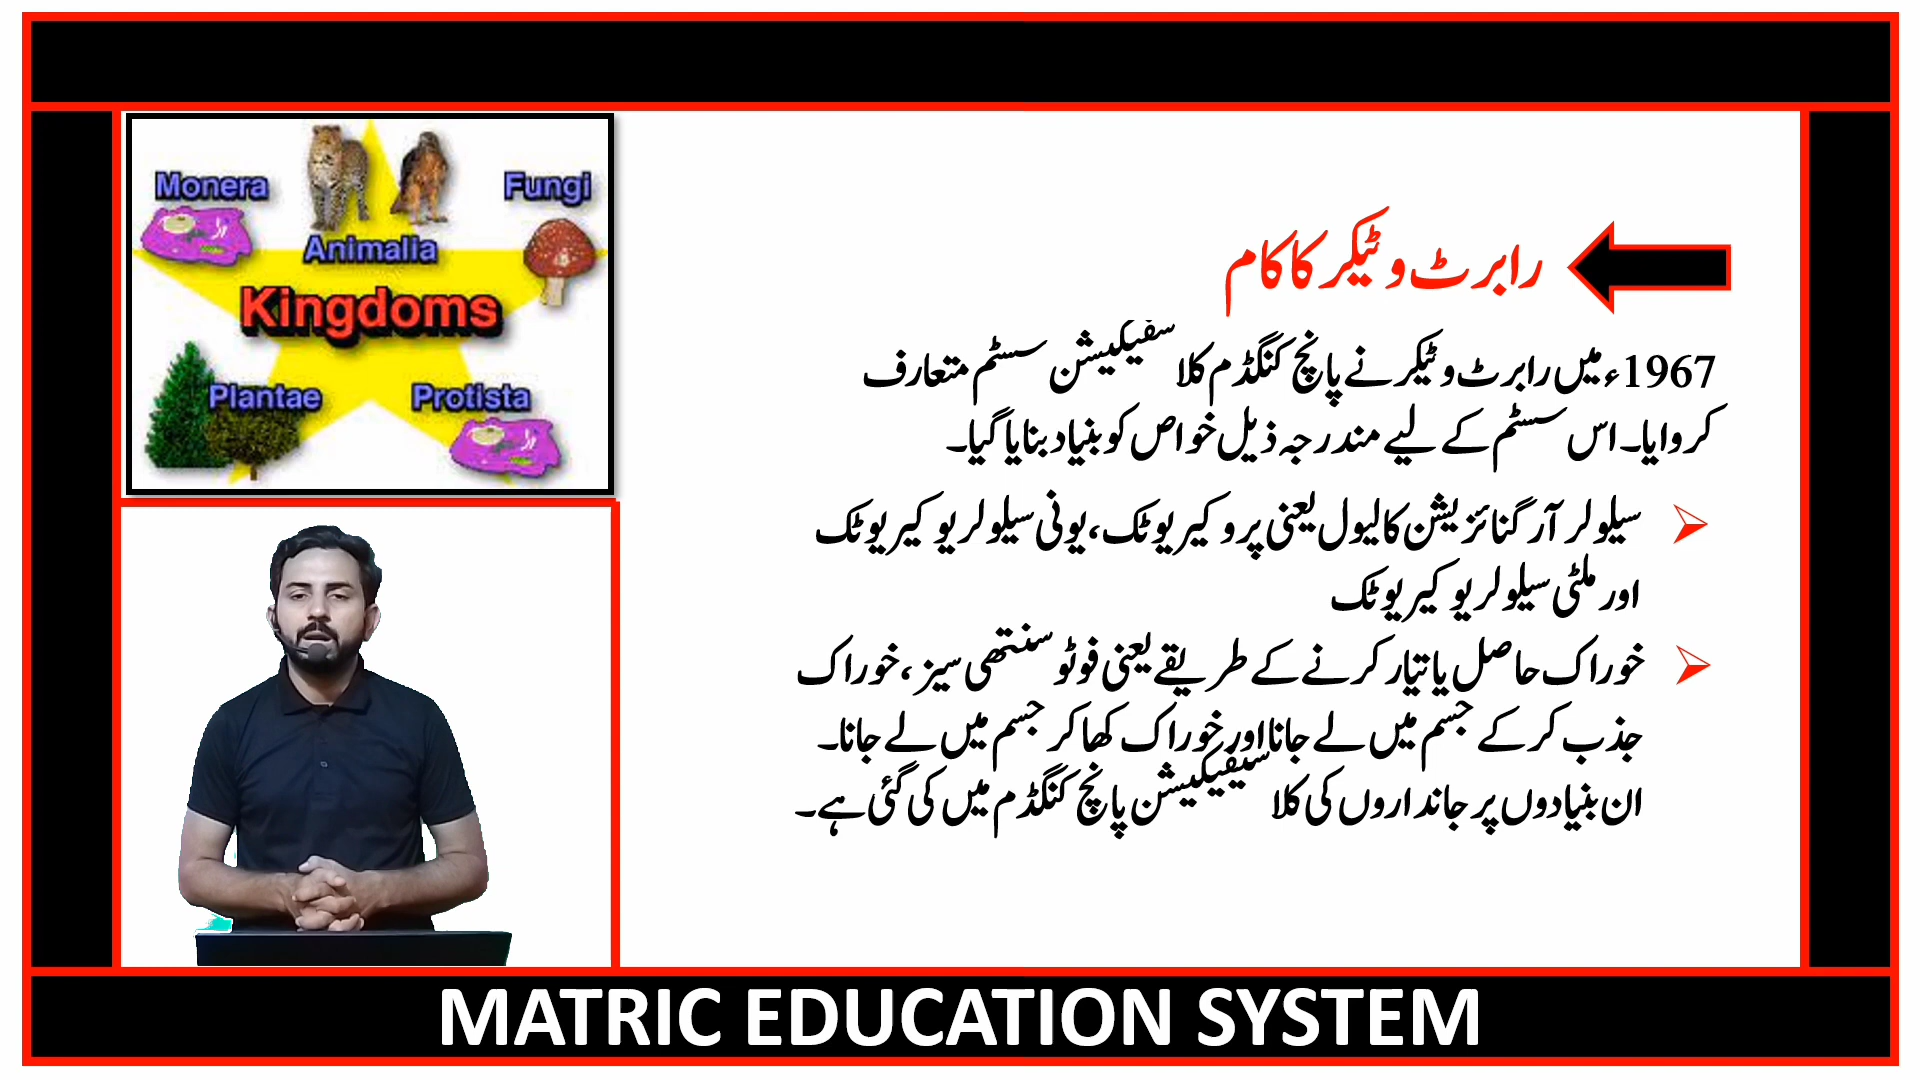 Monera
Fungi
Animalia
Kingdoms
Plantae
Protista
رابرٹ وٹیکر کا کام
1967ء میں رابرٹ وٹیکر نے پانچ کنگڈم کلاسفیکیشن سسٹم متعارف
کروایا۔ اس سسٹم کے لیے مندرجہ ذیل خواص کو بنیاد بنایا گیا۔
سیلولر آرگنائزیشن کا لیول یعنی پروکیریوٹک، یونی سیلولر یوکیریوٹک
اور ملٹی سیلولر یوکیریوٹک
خوراک حاصل یا تیار کرنے کے طریقے یعنی فوٹو سنتھی سیز، خوراک
جذب کر کے جسم میں لے جانا اور خوراک کھا کر جسم میں لے جانا۔
ان بنیادوں پر جانداروں کی کلاسیفیکیشن پانچ کنگڈم میں کی گئی ہے۔
MATRIC EDUCATION SYSTEM